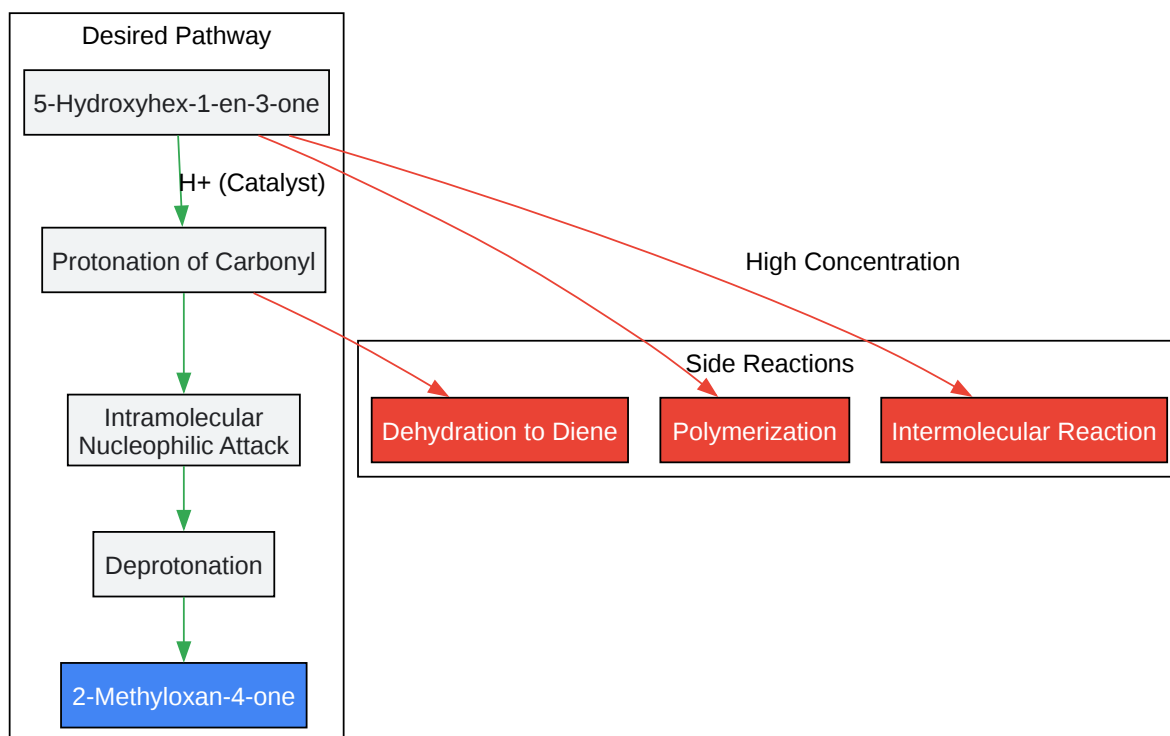 Desired Pathway
5-Hydroxyhex-1-en-3-one
H+ (Catalyst)
Protonation of Carbonyl
High Concentration
Side Reactions
Intramolecular
Nucleophilic Attack
Dehydration to Diene
Polymerization
Intermolecular Reaction
Deprotonation
2-Methyloxan-4-one